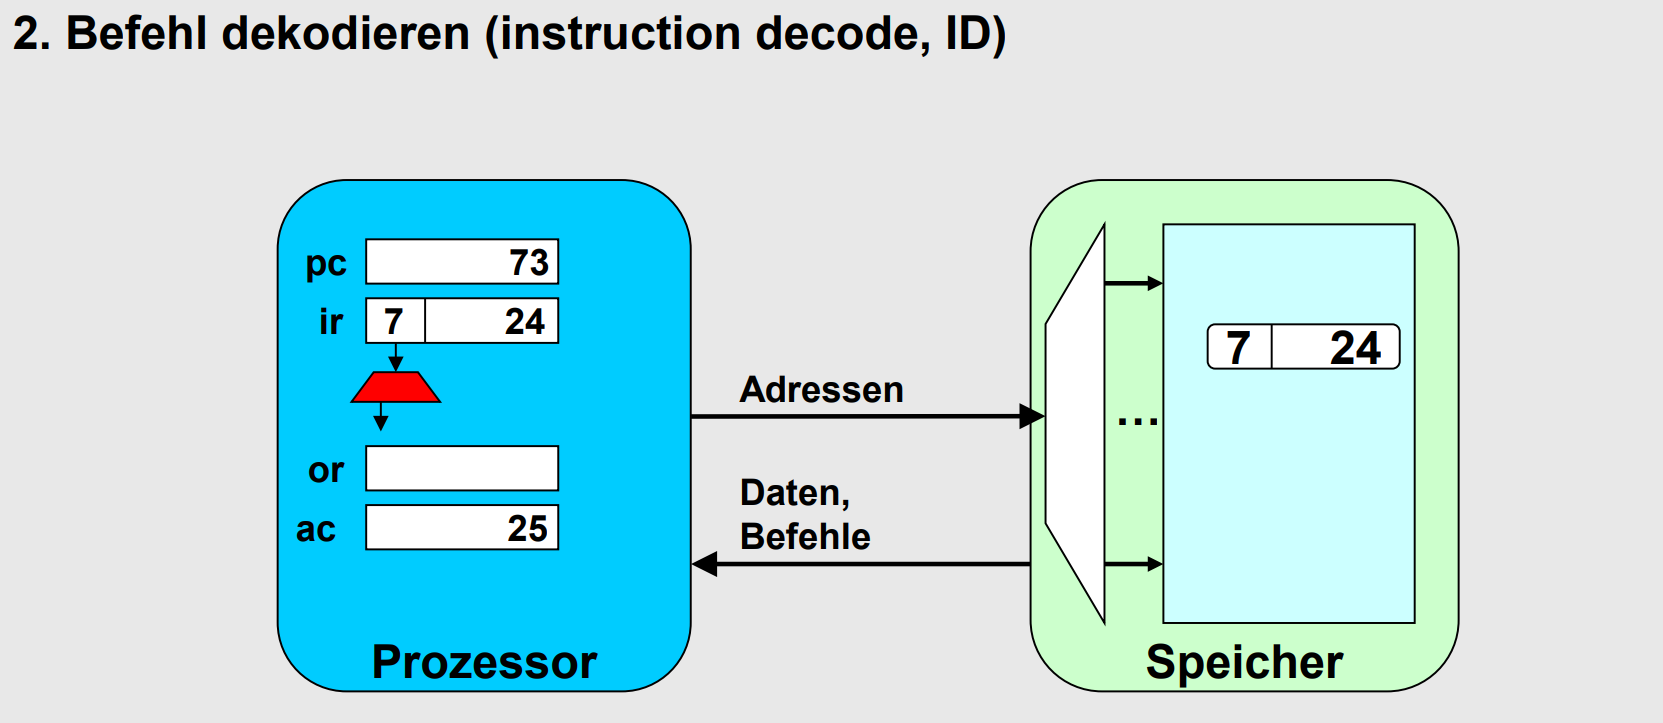 2. Befehl dekodieren (instruction decode, ID)
pc 73
ir 7 24
or
ac 25
Prozessor
Adressen
Daten,
Befehle
7 24
...
Speicher